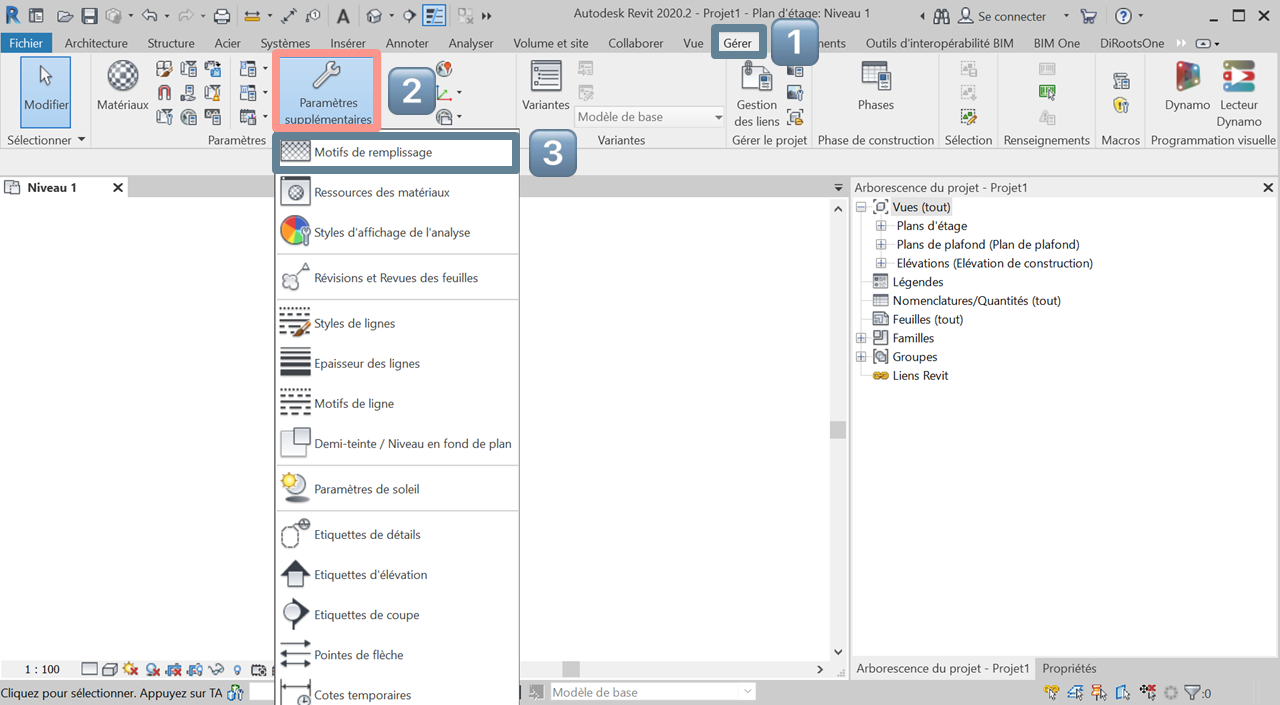 Autodesk Revit 2020.2 - Projet1 - Plan d'étage: Niveau 1
Se connecter
Fichier Architecture Structure Acier Systèmes Insérer Annoter Analyser Volume et site Collaborer Vue Gérer 1 ments Outils d'interopérabilité BIM BIM One DiRootsOne
Modifier
Matériaux
Paramètres
supplémentaires
2
Variantes
Modèle de base
Gestion
des liens
Phases
Dynamo
Lecteur
Dynamo
Sélectionner
Paramètres
Variantes
Gérer le projet
Phase de construction
Sélection
Renseignements
Macros
Programmation visuelle
Motifs de remplissage
3
Ressources des matériaux
Styles d'affichage de l'analyse
Révisions et Revues des feuilles
Styles de lignes
Epaisseur des lignes
Motifs de ligne
Demi-teinte / Niveau en fond de plan
Paramètres de soleil
Etiquettes de détails
Etiquettes d'élévation
Etiquettes de coupe
Pointes de flèche
Cotes temporaires
Niveau 1
Arborescence du projet - Projet1
Vues (tout)
Plans d'étage
Plans de plafond (Plan de plafond)
Elévations (Elévation de construction)
Légendes
Nomenclatures/Quantités (tout)
Feuilles (tout)
Familles
Groupes
Liens Revit
1 : 100
Arborescence du projet - Projet1 Propriétés
Cliquez pour sélectionner. Appuyez sur TA
Modèle de base
:0